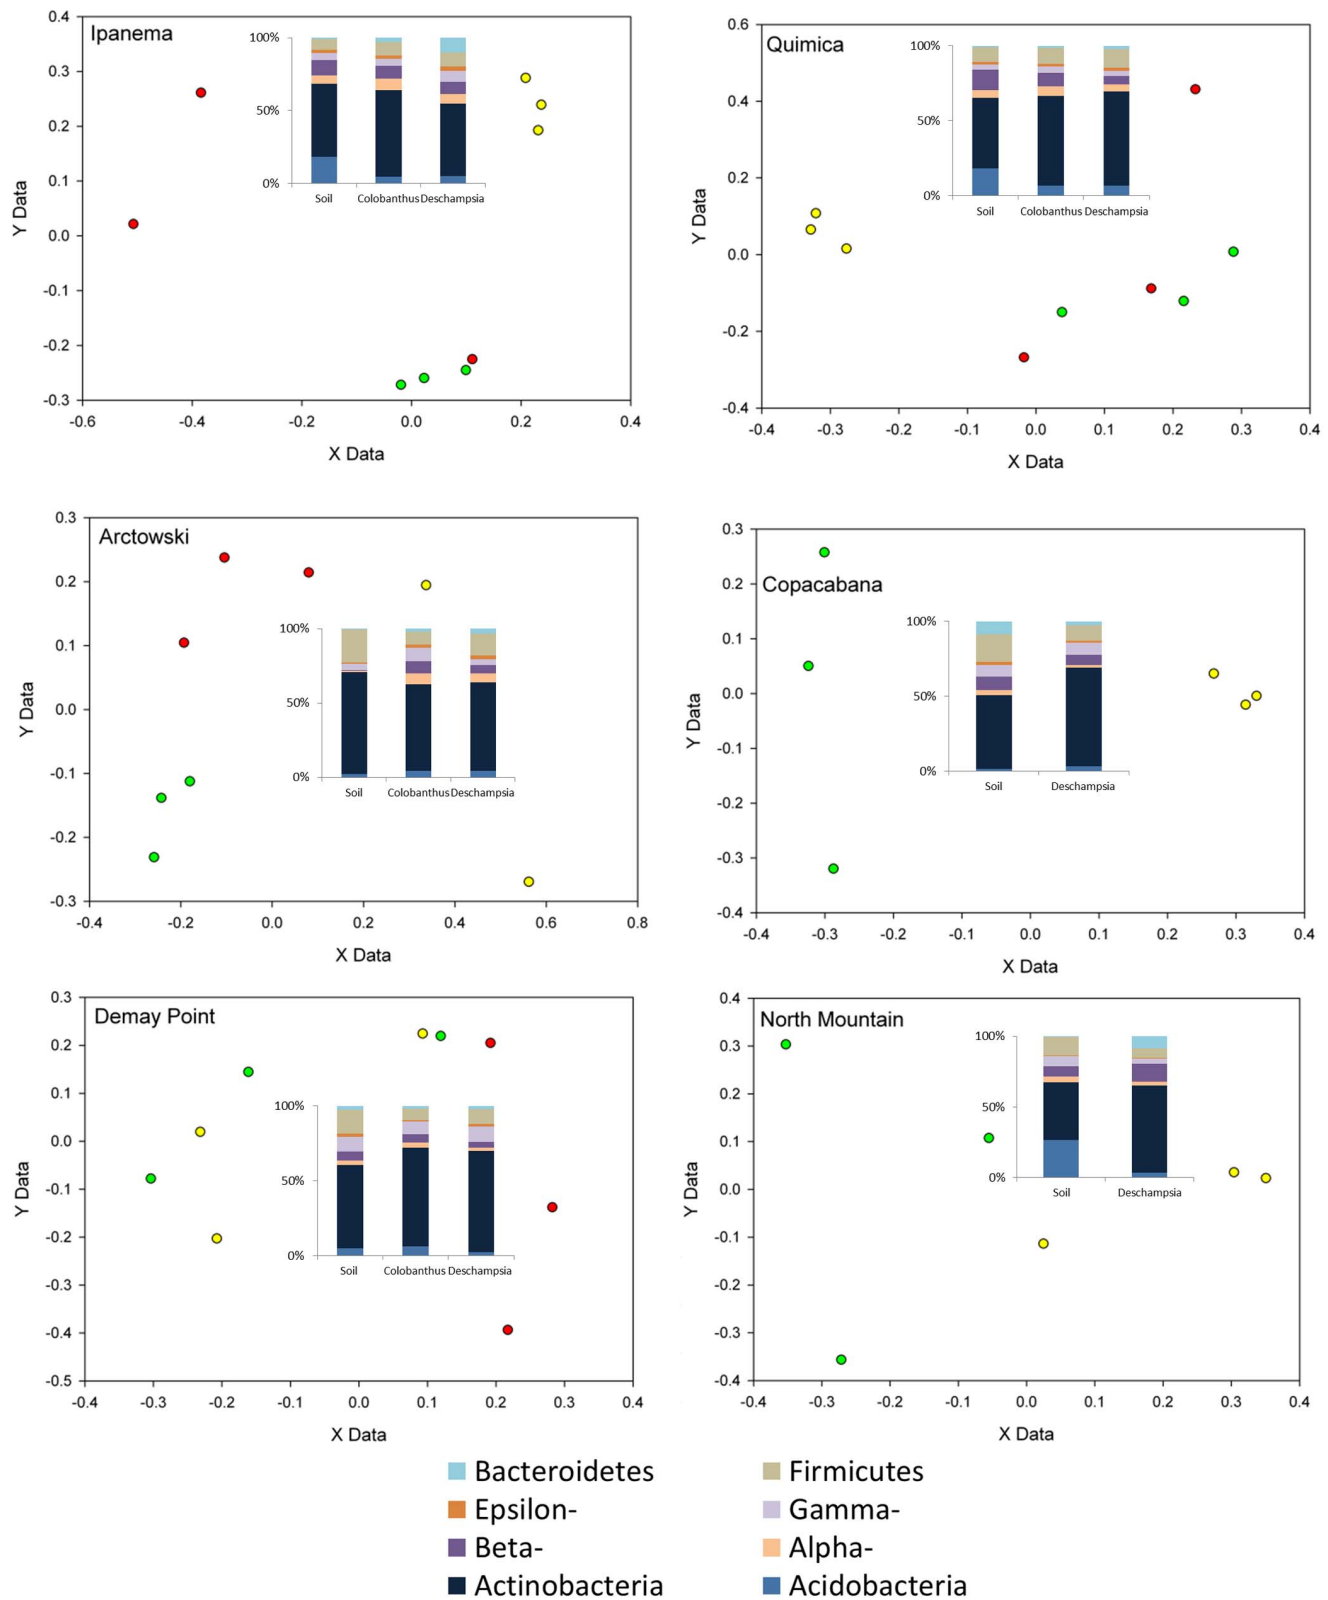 Ipanema
0.4
0.3
0.2
0.1
0.0
-0.1
-0.2
-0.3
Y Data
-0.6
-0.4
-0.2
0.0
0.2
0.4
X Data
100%
50%
0%
Soil
Colobanthus
Deschampsia
Quimica
0.6
0.4
0.2
0.0
-0.2
-0.4
Y Data
-0.4
-0.3
-0.2
-0.1
0.0
0.1
0.2
0.3
0.4
X Data
100%
50%
0%
Soil
Colobanthus
Deschampsia
Arctowski
0.3
0.2
0.1
0.0
-0.1
-0.2
-0.3
Y Data
-0.4
-0.2
0.0
0.2
0.4
0.6
0.8
X Data
100%
50%
0%
Soil
Colobanthus
Deschampsia
Copacabana
0.3
0.2
0.1
0.0
-0.1
-0.2
-0.3
-0.4
Y Data
-0.4
-0.3
-0.2
-0.1
0.0
0.1
0.2
0.3
0.4
X Data
100%
50%
0%
Soil
Deschampsia
Demay Point
0.3
0.2
0.1
0.0
-0.1
-0.2
-0.3
-0.4
-0.5
Y Data
-0.4
-0.3
-0.2
-0.1
0.0
0.1
0.2
0.3
0.4
X Data
100%
50%
0%
Soil
Colobanthus
Deschampsia
North Mountain
0.4
0.3
0.2
0.1
0.0
-0.1
-0.2
-0.3
-0.4
Y Data
-0.4
-0.3
-0.2
-0.1
0.0
0.1
0.2
0.3
0.4
X Data
100%
50%
0%
Soil
Deschampsia
Bacteroidetes
Firmicutes
Epsilon-
Gamma-
Beta-
Alpha-
Actinobacteria
Acidobacteria